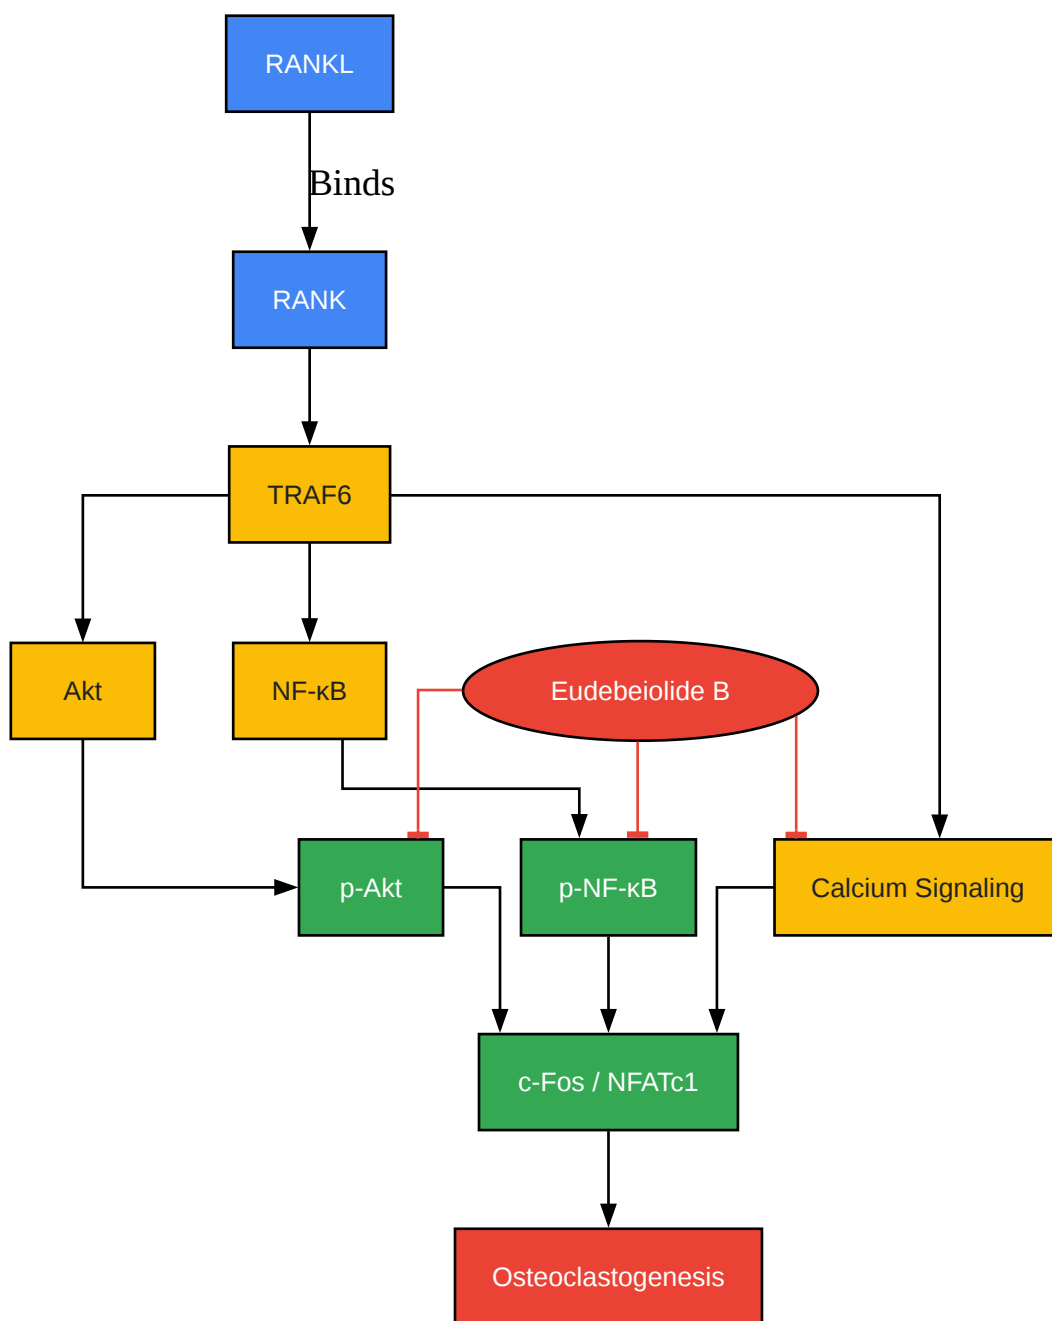 RANKL
Binds
RANK
TRAF6
Akt
NF-κB
Eudebeiolide B
p-Akt
p-NF-κB
Calcium Signaling
c-Fos / NFATc1
Osteoclastogenesis